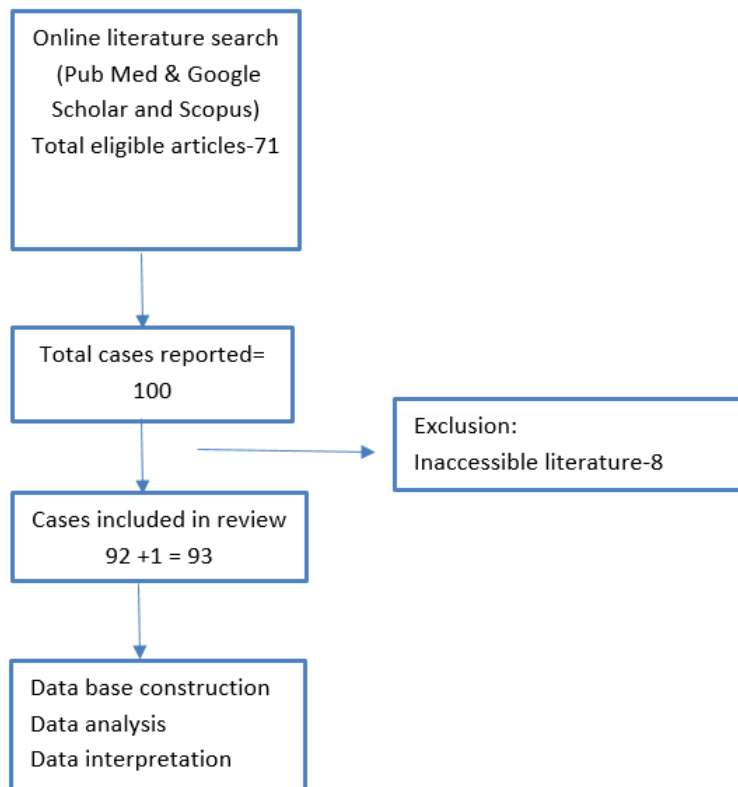 Online literature search
(Pub Med & Google
Scholar and Scopus)
Total eligible articles-71
Total cases reported=
100
Exclusion:
Inaccessible literature-8
Cases included in review
92 +1 = 93
Data base construction
Data analysis
Data interpretation